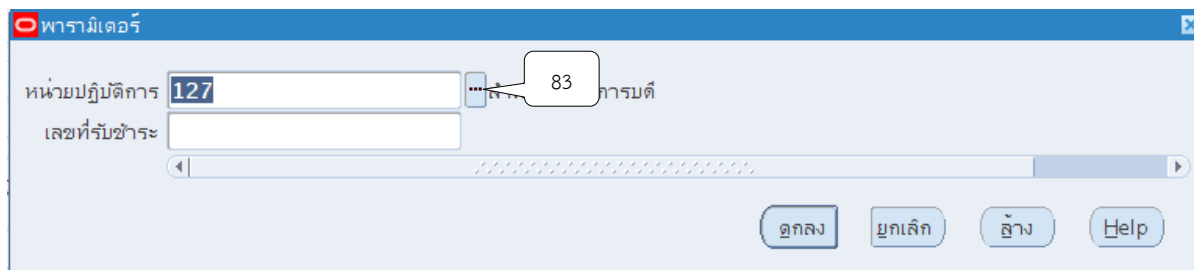 พารามิเตอร์
หน่วยปฏิบัติการ 127 83 การบดี
เลขที่รับชำระ
ตกลง ยกเลิก ล้าง Help